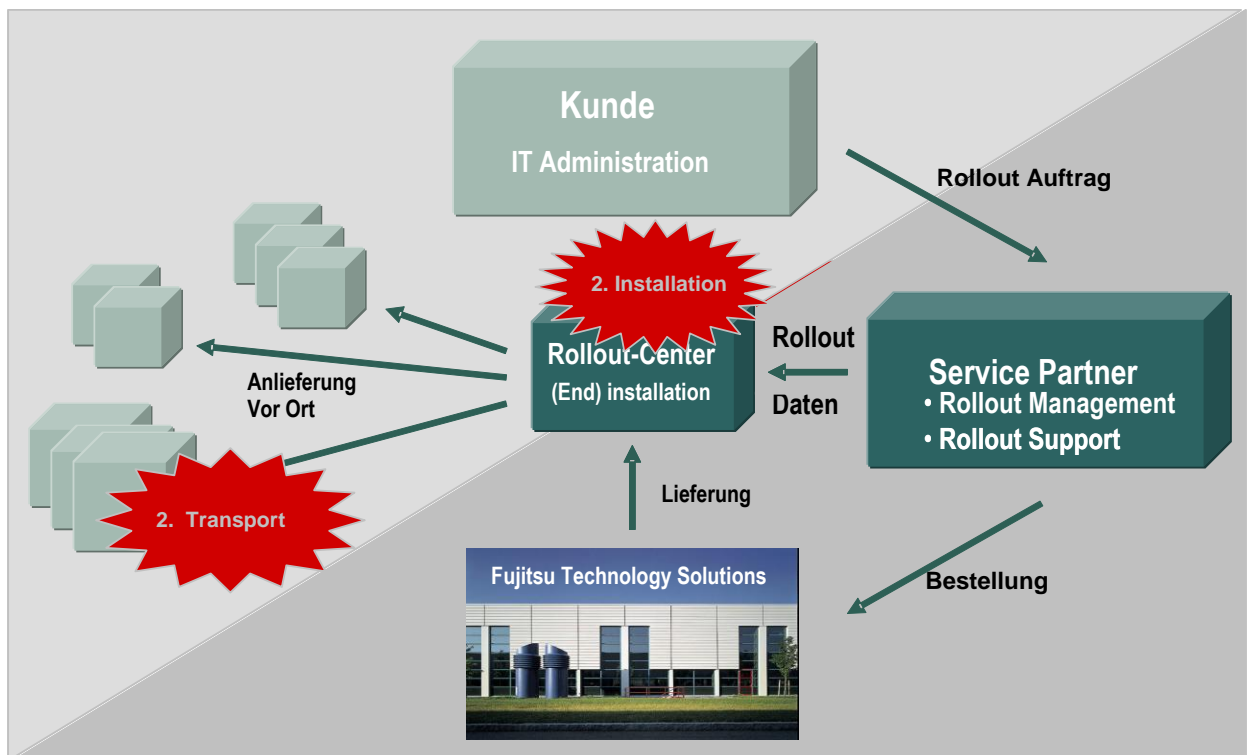 Kunde
IT Administration
Rollout Auftrag
2. Installation
Rollout-Center
(End) installation
Rollout
Daten
Service Partner
• Rollout Management
• Rollout Support
Anlieferung
Vor Ort
2. Transport
Lieferung
Bestellung
Fujitsu Technology Solutions